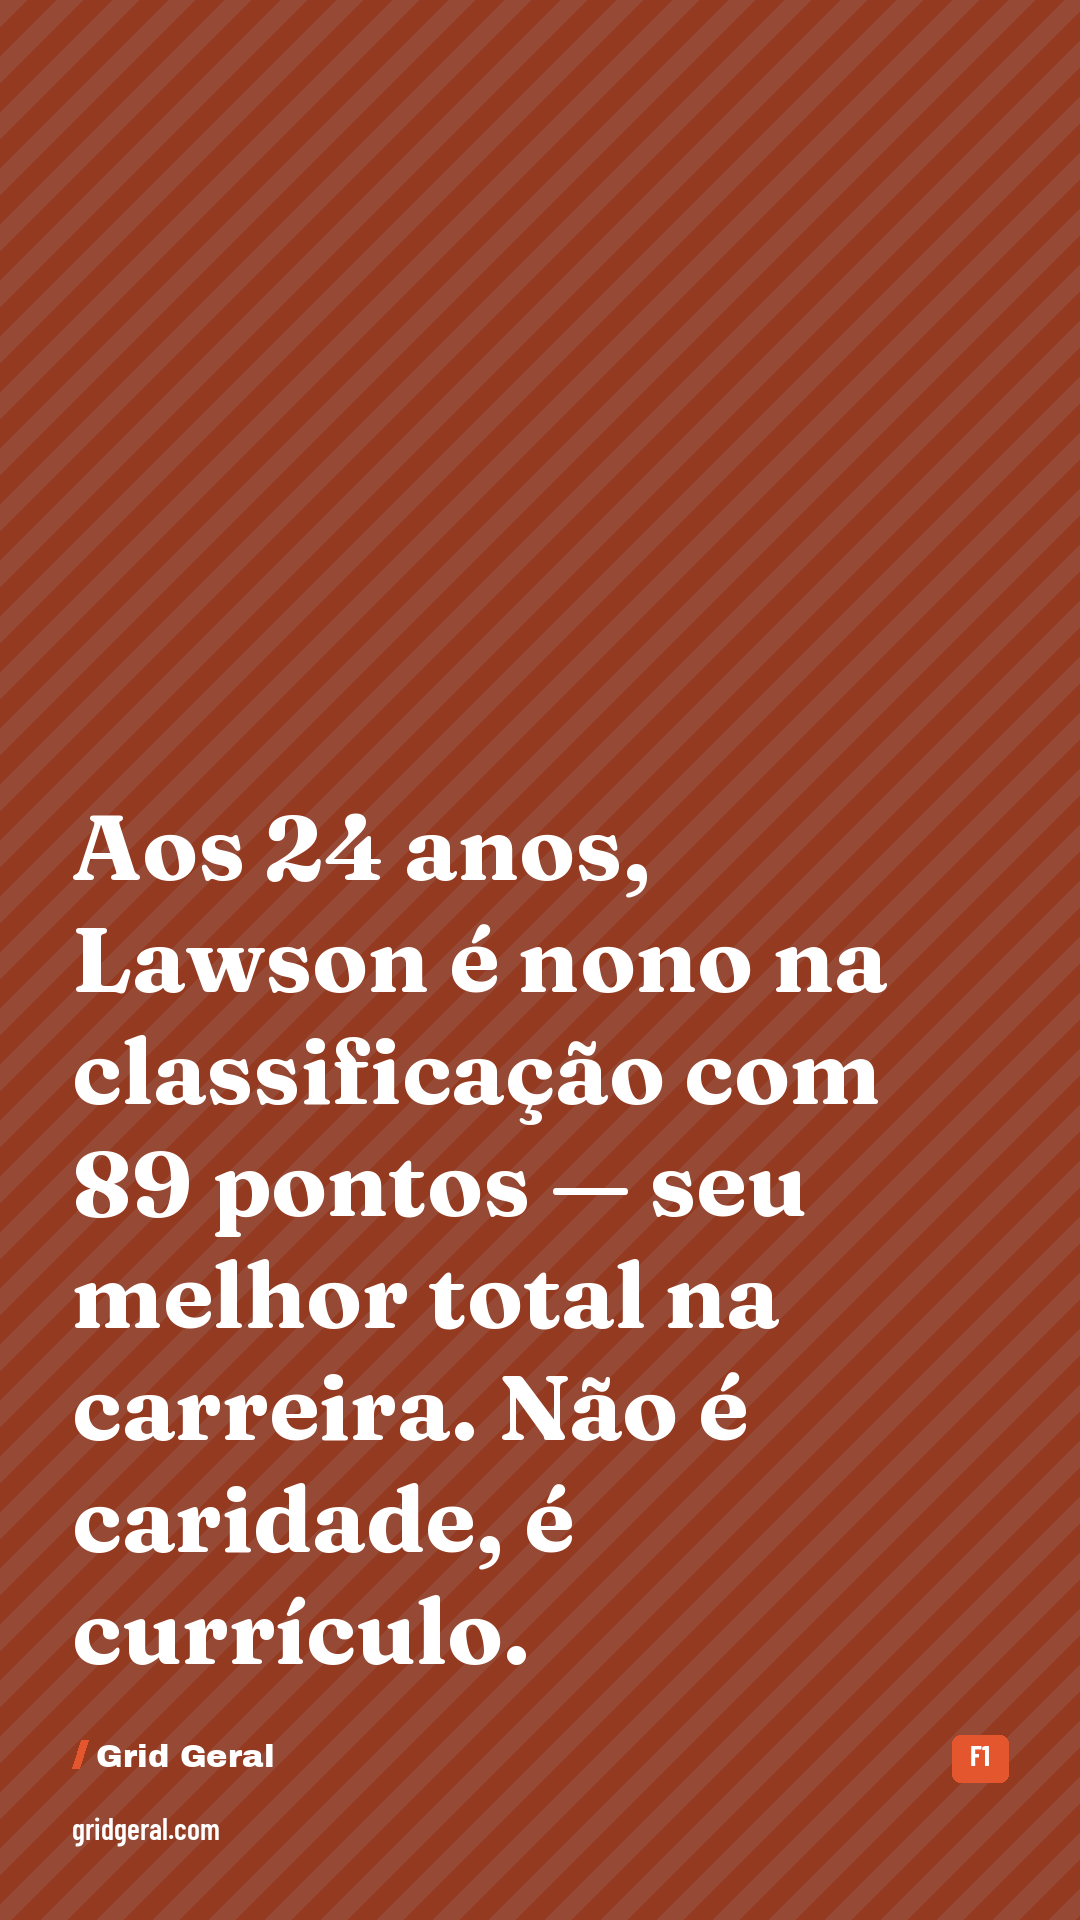 Aos 24 anos,
Lawson é nono na
classificação com
89 pontos — seu
melhor total na
carreira. Não é
caridade, é
currículo.
/ Grid Geral
F1
gridgeral.com